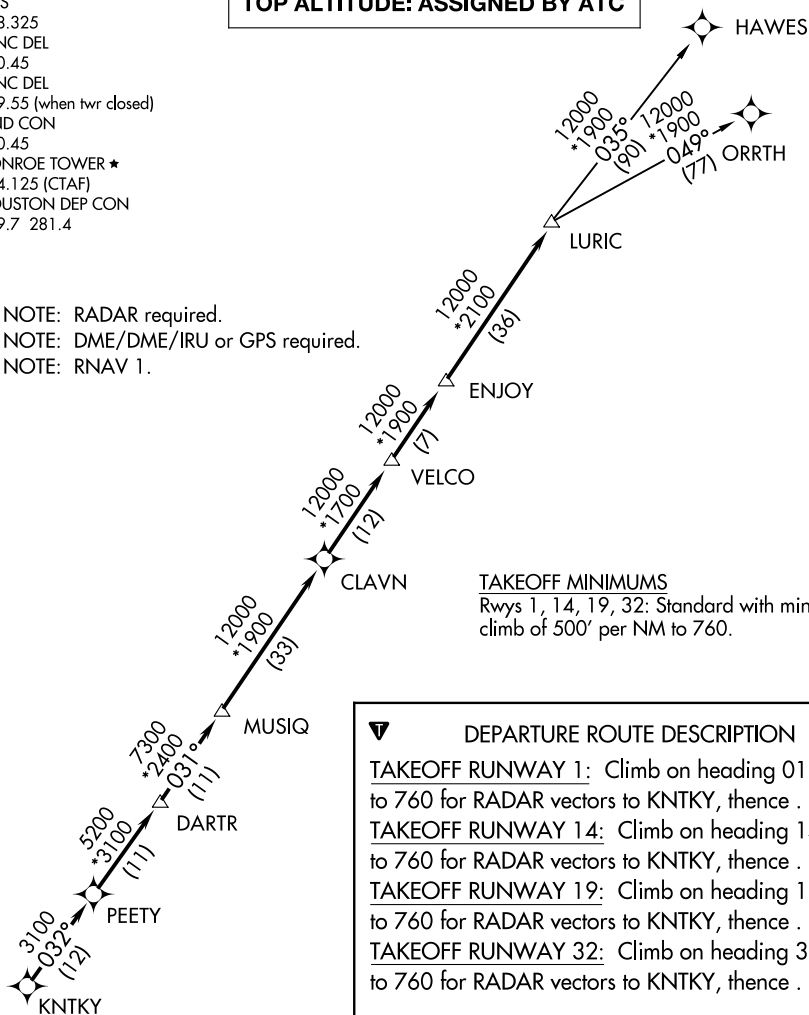 TOP ALTITUDE: ASSIGNED BY ATC
3.325
NC DEL
0.45
NC DEL
9.55 (when twr closed)
ND CON
0.45
ONROE TOWER ★
4.125 (CTAF)
OUSTON DEP CON
9.7 281.4
NOTE: RADAR required.
NOTE: DME/DME/IRU or GPS required.
NOTE: RNAV 1.
HAWES
12000
*1900
035°
(90)
12000
*1900
049°
(77)
ORRTH
LURIC
12000
*2100
(36)
ENJOY
12000
*1900
(7)
VELCO
12000
*1700
(12)
CLAVN
12000
*1900
(33)
MUSIQ
7300
*2400
031°
(11)
DARTR
5200
*3100
(11)
PEETY
3100
032°
(12)
KNTKY
TAKEOFF MINIMUMS
Rwys 1, 14, 19, 32: Standard with min
climb of 500' per NM to 760.
T
DEPARTURE ROUTE DESCRIPTION
TAKEOFF RUNWAY 1: Climb on heading 01
to 760 for RADAR vectors to KNTKY, thence .
TAKEOFF RUNWAY 14: Climb on heading 1
to 760 for RADAR vectors to KNTKY, thence .
TAKEOFF RUNWAY 19: Climb on heading 1
to 760 for RADAR vectors to KNTKY, thence .
TAKEOFF RUNWAY 32: Climb on heading 3
to 760 for RADAR vectors to KNTKY, thence .